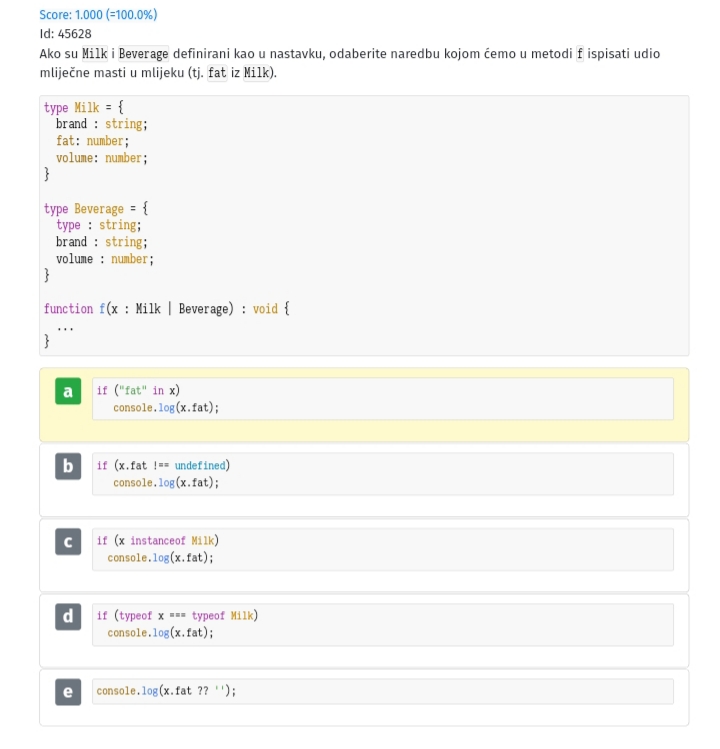 Score: 1.000 (=100.0%)
Id: 45628
Ako su Milk i Beverage definirani kao u nastavku, odaberite naredbu kojom ćemo u metodi f ispisati udio
mliječne masti u mlijeku (tj. fat iz Milk).
type Milk = {
  brand : string;
  fat: number;
  volume: number;
}
type Beverage = {
  type : string;
  brand : string;
  volume : number;
}
function f(x : Milk | Beverage) : void {
  ...
}
a
if ("fat" in x)
   console.log(x.fat);
b
if (x.fat !== undefined)
   console.log(x.fat);
c
if (x instanceof Milk)
  console.log(x.fat);
d
if (typeof x === typeof Milk)
  console.log(x.fat);
e
console.log(x.fat ?? '');